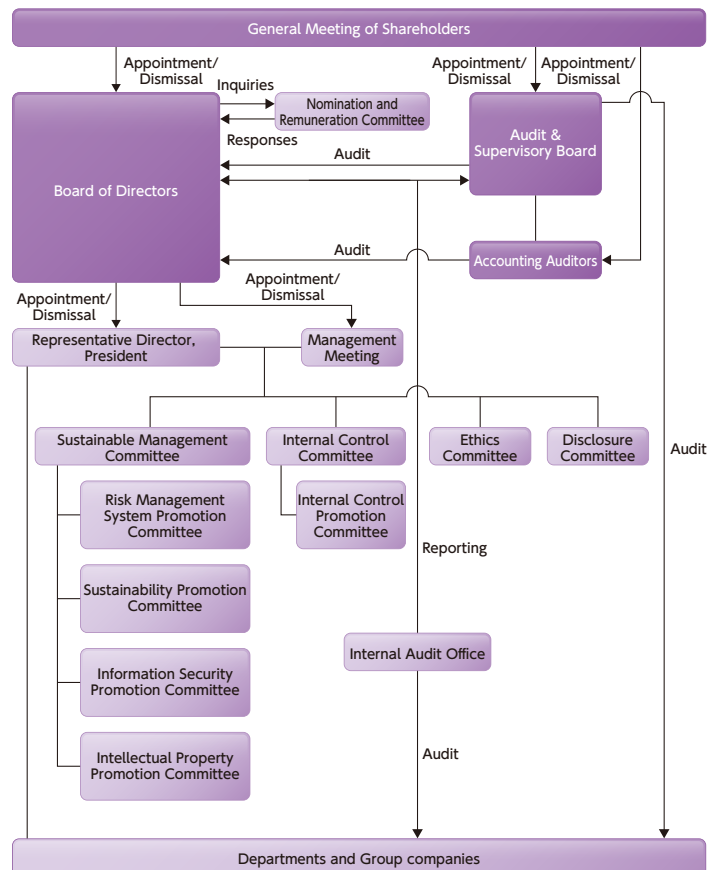 General Meeting of Shareholders
Appointment/
Dismissal
Appointment/
Dismissal
Appointment/
Dismissal
Inquiries
Nomination and
Remuneration Committee
Responses
Board of Directors
Audit &
Supervisory Board
Audit
Audit
Accounting Auditors
Appointment/
Dismissal
Appointment/
Dismissal
Representative Director,
President
Management
Meeting
Sustainable Management
Committee
Internal Control
Committee
Ethics
Committee
Disclosure
Committee
Audit
Risk Management
System Promotion
Committee
Internal Control
Promotion
Committee
Reporting
Sustainability Promotion
Committee
Internal Audit Office
Information Security
Promotion Committee
Intellectual Property
Promotion Committee
Audit
Departments and Group companies